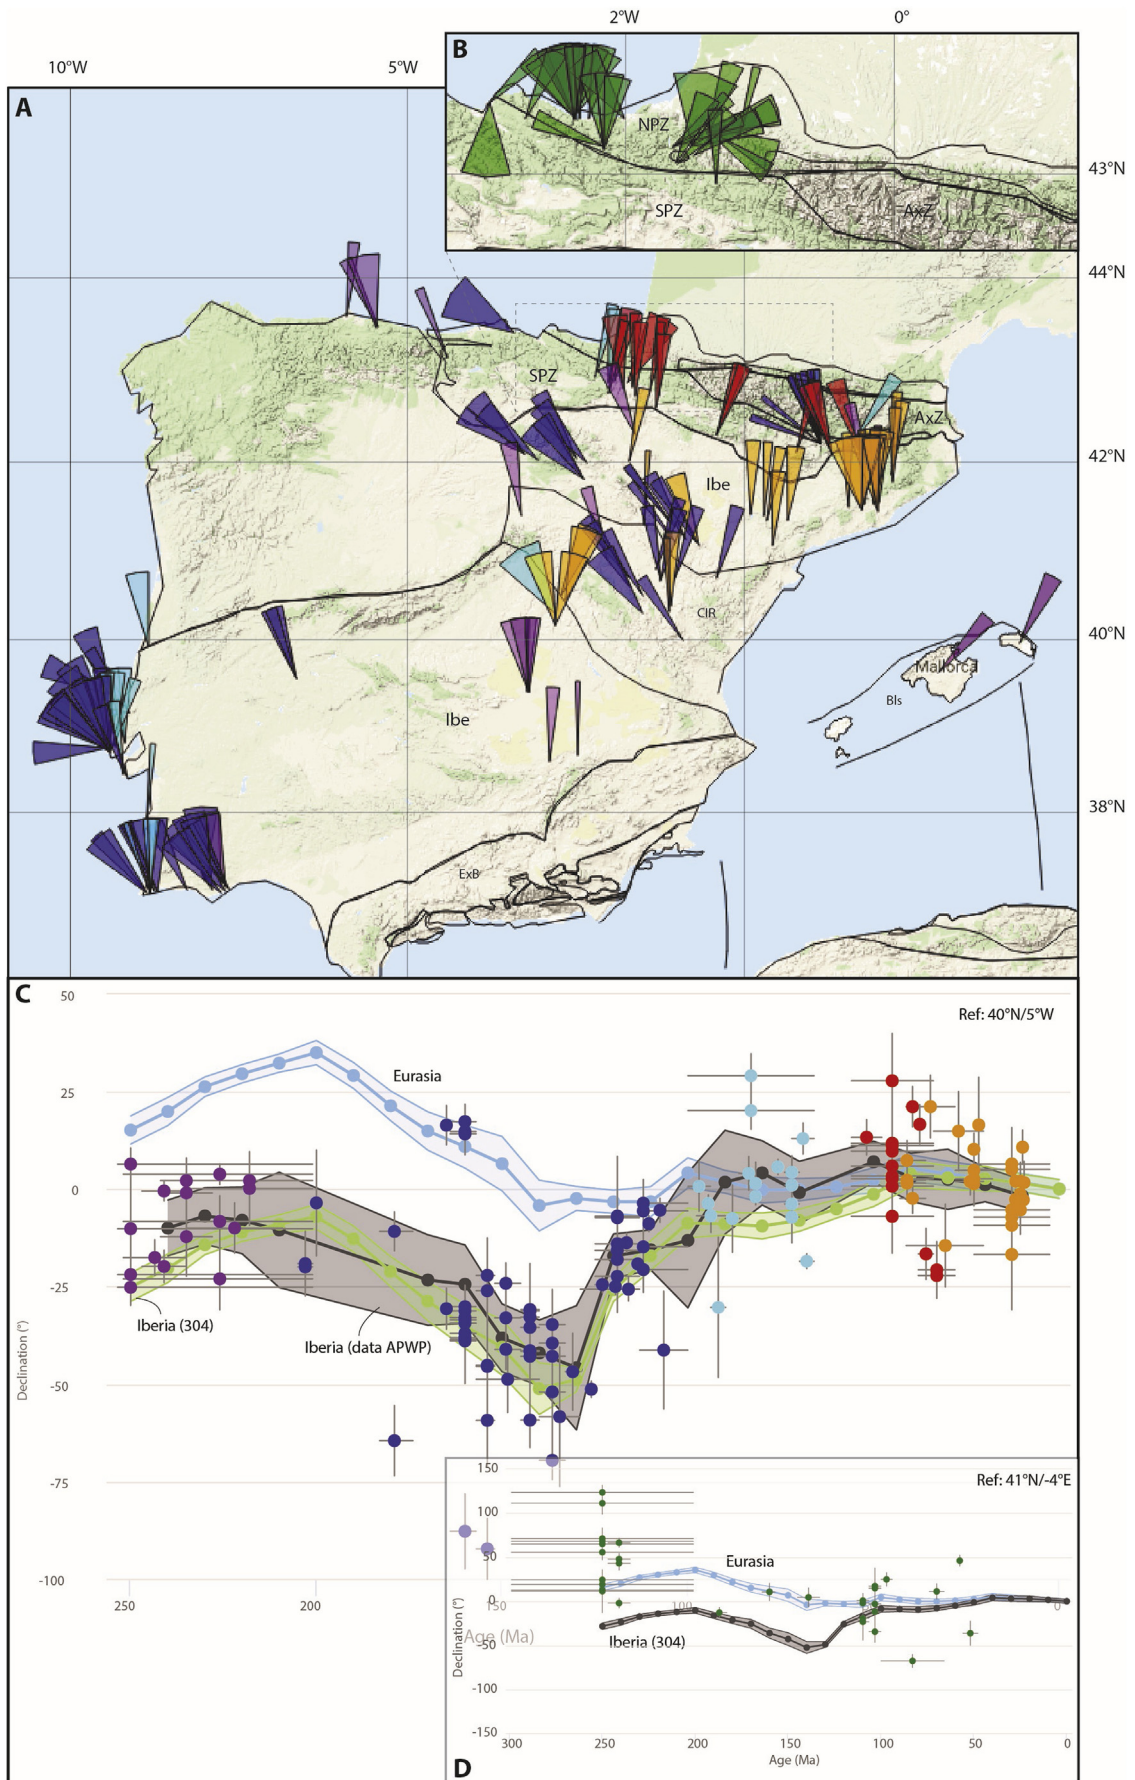 2°W
0°
10°W
5°W
B
A
NPZ
43°N
SPZ
AxZ
44°N
SPZ
AxZ
42°N
Ibe
CIR
40°N
Mallorca
Bls
Ibe
38°N
ExB
C
50
Ref: 40°N/5°W
Eurasia
25
0
-25
Iberia (304)
Iberia (data APWP)
Declination (°)
-50
-75
-100
250
200
150
100
0
Age (Ma)
150
Ref: 41°N/-4°E
100
50
Eurasia
0
Declination (°)
Iberia (304)
-50
-100
-150
300
250
200
150
100
50
0
Age (Ma)
D